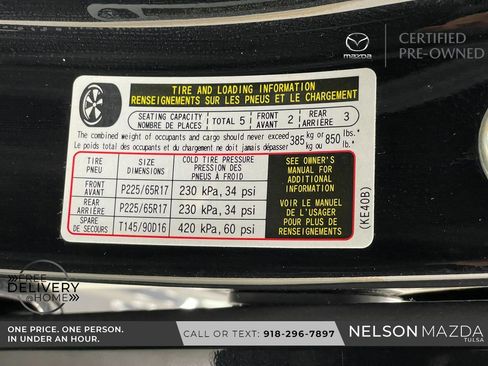 mazda
CERTIFIED
PRE-OWNED
TIRE AND LOADING INFORMATION
RENSEIGNEMENTS SUR LES PNEUS ET LE CHARGEMENT
SEATING CAPACITY
NOMBRE DE PLACES
TOTAL 5
FRONT
AVANT
2
REAR
ARRIÈRE
3
The combined weight of occupants and cargo should never exceed
Le poids total des occupants et du chargement ne doit jamais dépasser
385 kg or ou 850 lbs. lb.
TIRE
PNEU
SIZE
DIMENSIONS
COLD TIRE PRESSURE
PRESSION DES
PNEUS À FROID
FRONT
AVANT
P225/65R17
230 kPa, 34 psi
REAR
ARRIÈRE
P225/65R17
230 kPa, 34 psi
SPARE
DE SECOURS
T145/90D16
420 kPa, 60 psi
SEE OWNER'S
MANUAL FOR
ADDITIONAL
INFORMATION
VOIR LE MANUEL
DE L'USAGER
POUR PLUS DE
RENSEIGNEMENTS
(KE40B)
FREE
DELIVERY
@HOME
ONE PRICE. ONE PERSON.
IN UNDER AN HOUR.
CALL OR TEXT: 918-296-7897
NELSON MAZDA
TULSA